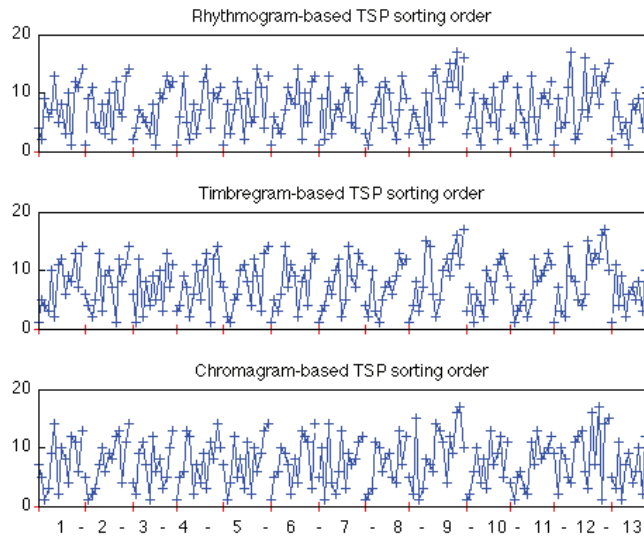 Rhythmogram-based TSP sorting order
20
10
0
Timbregram-based TSP sorting order
20
10
0
Chromagram-based TSP sorting order
20
10
0
1 - 2 - 3 - 4 - 5 - 6 - 7 - 8 - 9 - 10 - 11 - 12 - 13